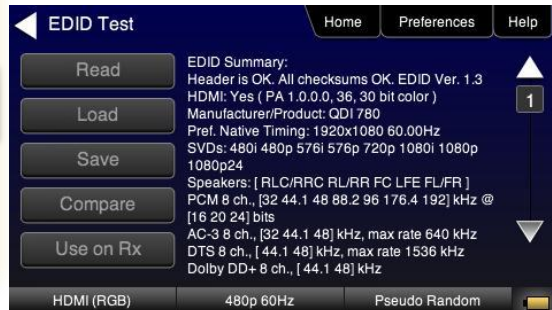 EDID Test
Home
Preferences
Help
Read
Load
Save
Compare
Use on Rx
EDID Summary:
Header is OK. All checksums OK. EDID Ver. 1.3
HDMI: Yes ( PA 1.0.0.0, 36, 30 bit color )
Manufacturer/Product: QDI 780
Pref. Native Timing: 1920x1080 60.00Hz
SVDs: 480i 480p 576i 576p 720p 1080i 1080p
1080p24
Speakers: [ RLC/RRC RL/RR FC LFE FL/FR ]
PCM 8 ch., [32 44.1 48 88.2 96 176.4 192] kHz @
[16 20 24] bits
AC-3 8 ch., [32 44.1 48] kHz, max rate 640 kHz
DTS 8 ch., [ 44.1 48] kHz, max rate 1536 kHz
Dolby DD+ 8 ch., [ 44.1 48] kHz
1
HDMI (RGB)
480p 60Hz
Pseudo Random